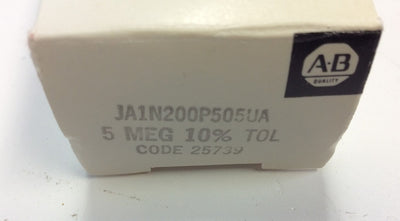 A-B
QUALITY
JA1N200P505UA
5 MEG 10% TOL
CODE 25739